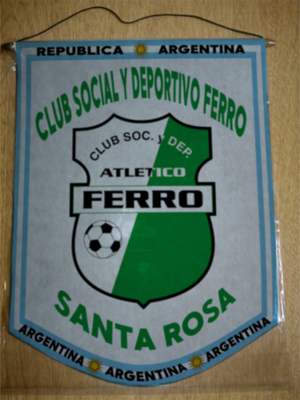 REPUBLICA ARGENTINA
CLUB SOCIAL Y DEPORTIVO FERRO
CLUB SOC. y DEP.
ATLETICO
FERRO
SANTA ROSA
ARGENTINA ARGENTINA ARGENTINA